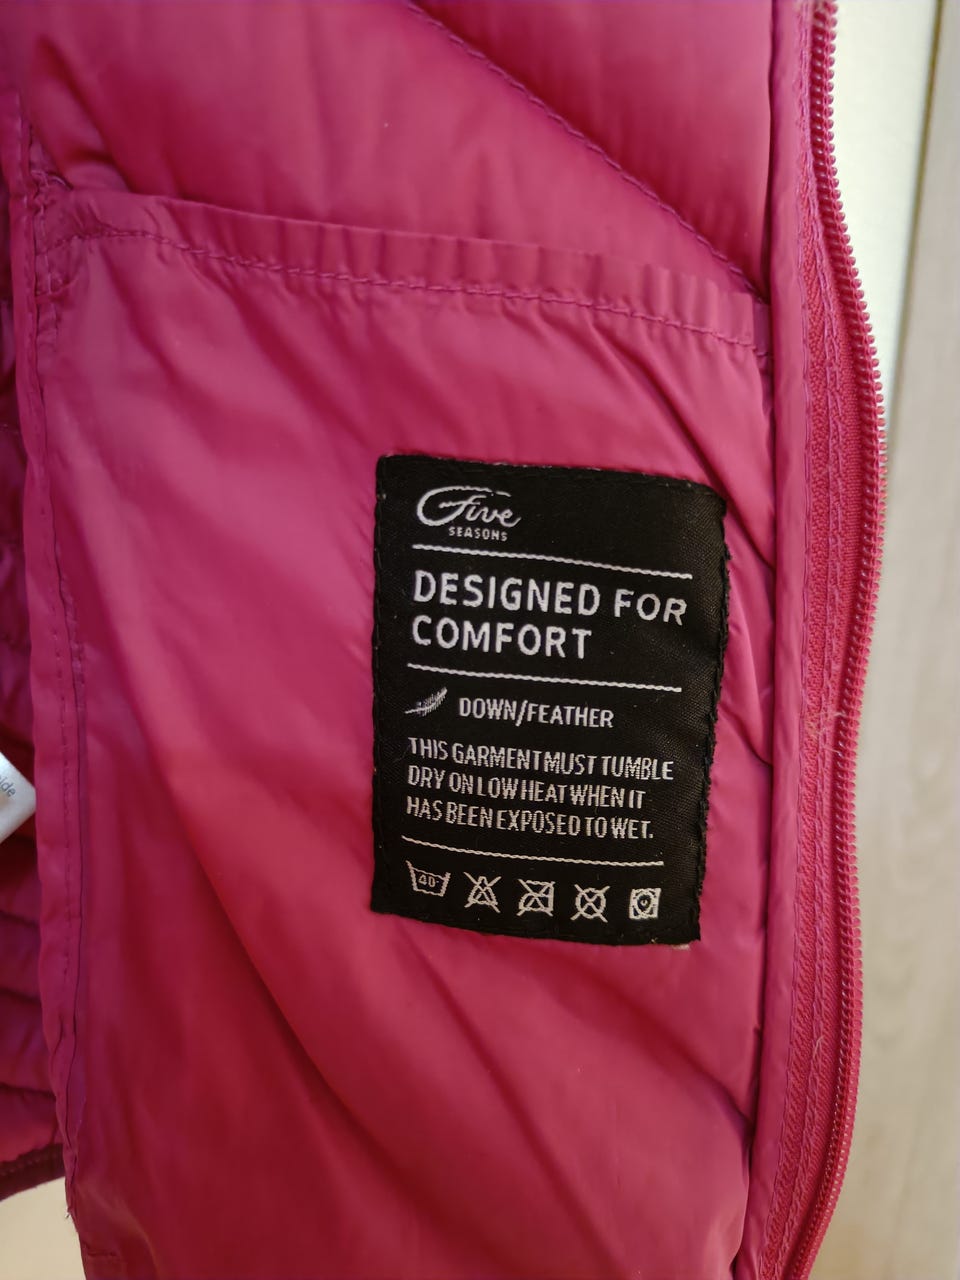 Five
SEASONS
DESIGNED FOR
COMFORT
DOWN/FEATHER
THIS GARMENT MUST TUMBLE
DRY ON LOW HEAT WHEN IT
HAS BEEN EXPOSED TO WET.
40